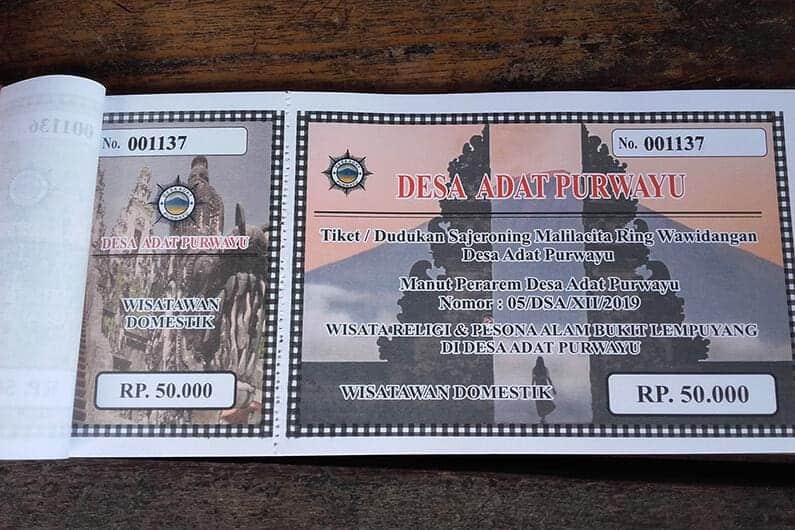 001136
No. 001137
DESA ADAT PURWAYU
WISATAWAN
DOMESTIK
RP. 50.000
No. 001137
DESA ADAT PURWAYU
Tiket / Dudukan Sajeroning Malilacita Ring Wawidangan
Desa Adat Purwayu
Manut Perarem Desa Adat Purwayu
Nomor : 05/DSA/XII/2019
WISATA RELIGI & PESONA ALAM BUKIT LEMPUYANG
DI DESA ADAT PURWAYU
WISATAWAN DOMESTIK
RP. 50.000